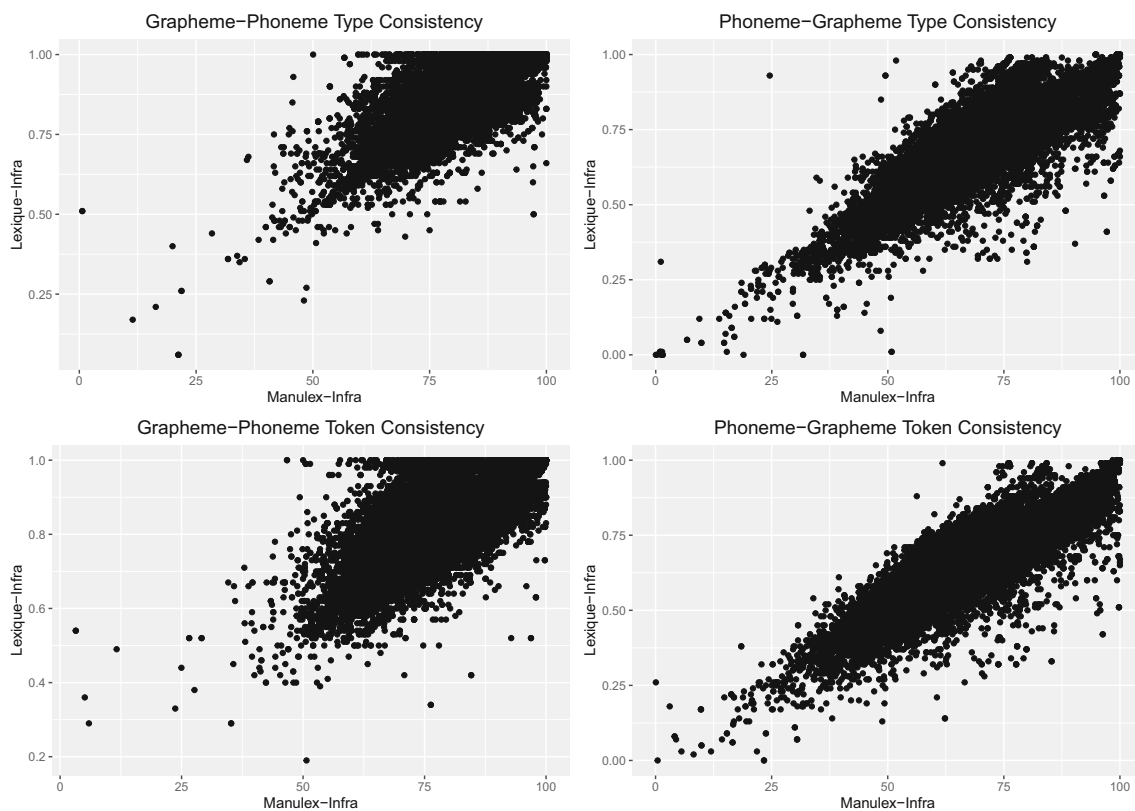 Grapheme−Phoneme Type Consistency
1.00
0.75
0.50
0.25
Lexique−Infra
0 25 50 75 100
Manulex−Infra
Phoneme−Grapheme Type Consistency
1.00
0.75
0.50
0.25
0.00
Lexique−Infra
0 25 50 75 100
Manulex−Infra
Grapheme−Phoneme Token Consistency
1.0
0.8
0.6
0.4
0.2
Lexique−Infra
0 25 50 75 100
Manulex−Infra
Phoneme−Grapheme Token Consistency
1.00
0.75
0.50
0.25
0.00
Lexique−Infra
0 25 50 75 100
Manulex−Infra